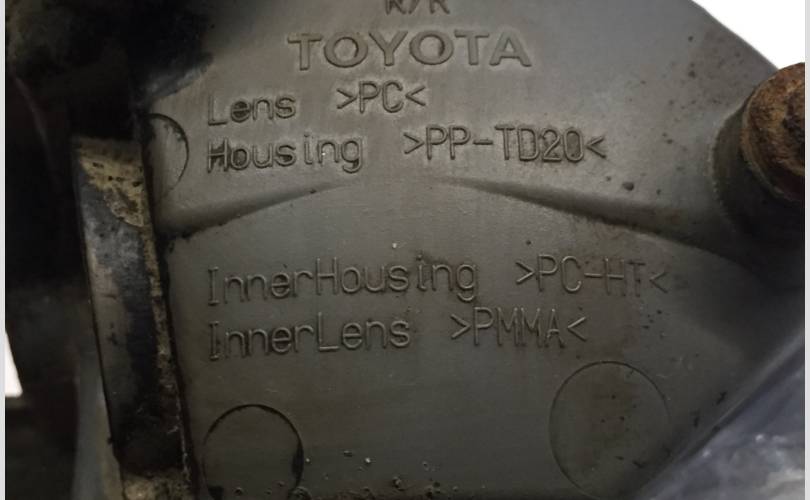 TOYOTA
Lens >PC<
Housing >PP-TD20<
InnerHousing >PC-HT<
InnerLens >PMMA<